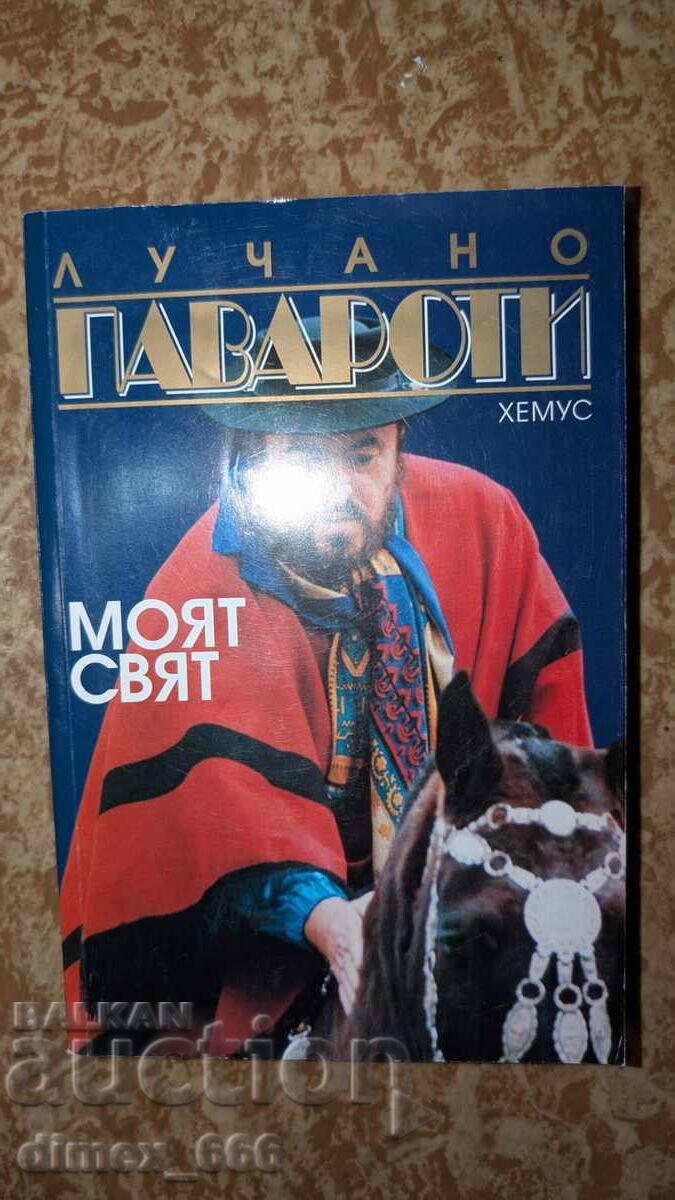 ЛУЧАНО
ПАВАРОТИ
ХЕМУС
МОЯТ
СВЯТ
BALKAN
auction
dimex_666